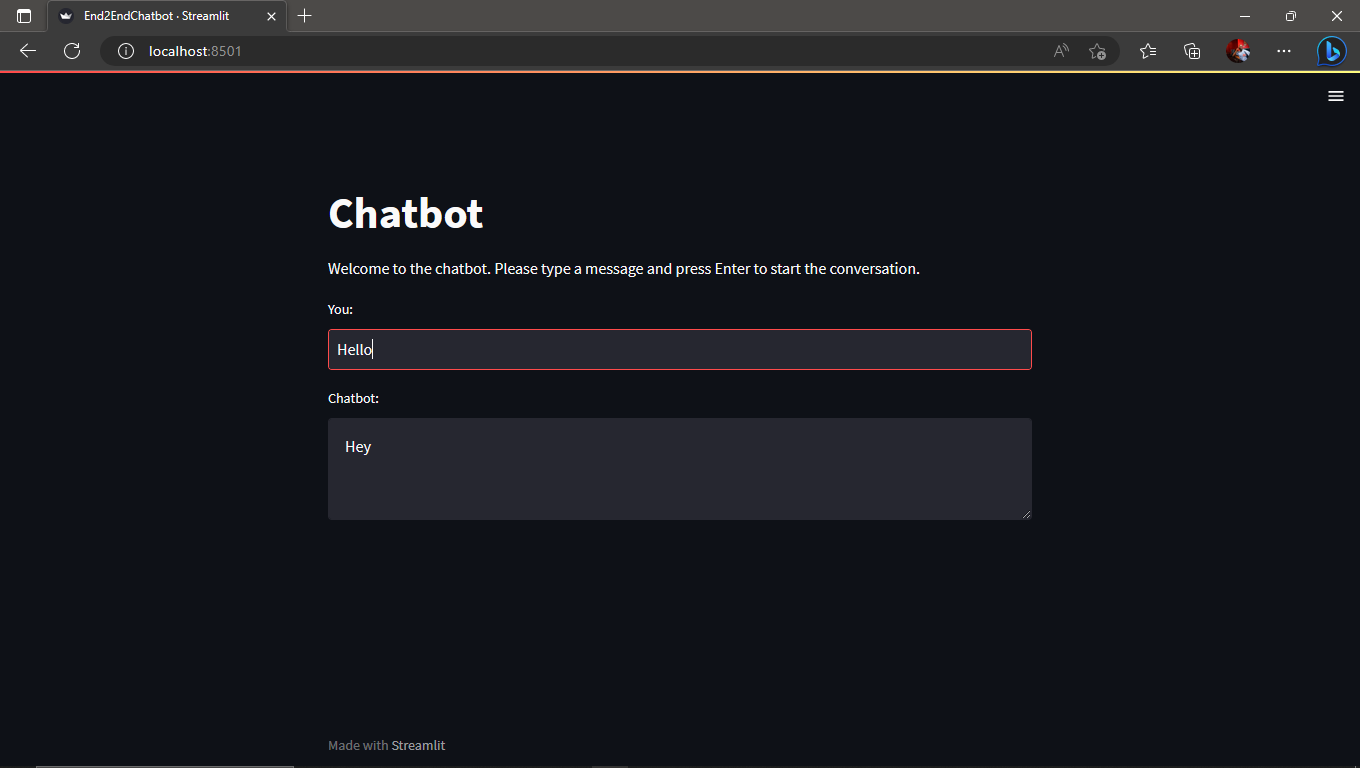 End2EndChatbot · Streamlit
localhost:8501
Chatbot
Welcome to the chatbot. Please type a message and press Enter to start the conversation.
You:
Hello
Chatbot:
Hey
Made with Streamlit